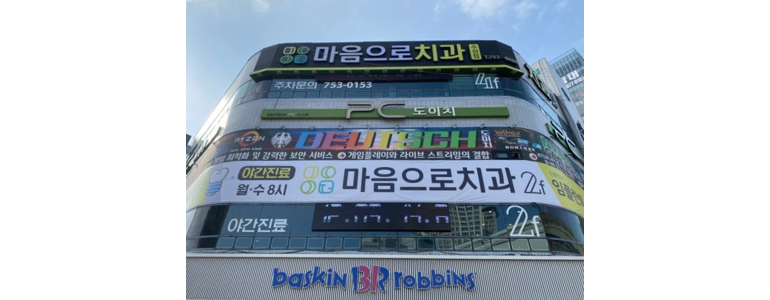 마음으로치과
주차문의 753-0153 2f
PC 도이치
RYZEN DEUTSCH
최적화 및 강력한 보안 서비스 게임플레이와 라이브 스트리밍의 결합
야간진료
월·수 8시
마음으로치과 2f
야간진료 2f
baskin BR robbins